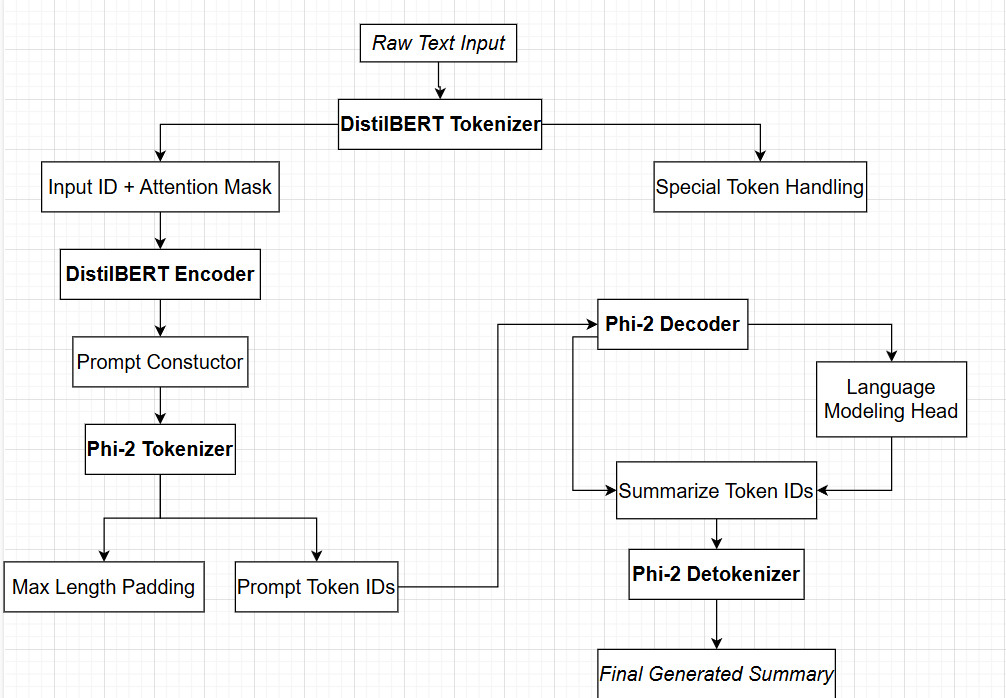 Raw Text Input
DistilBERT Tokenizer
Input ID + Attention Mask
Special Token Handling
DistilBERT Encoder
Prompt Constuctor
Phi-2 Tokenizer
Max Length Padding
Prompt Token IDs
Phi-2 Decoder
Language
Modeling Head
Summarize Token IDs
Phi-2 Detokenizer
Final Generated Summary